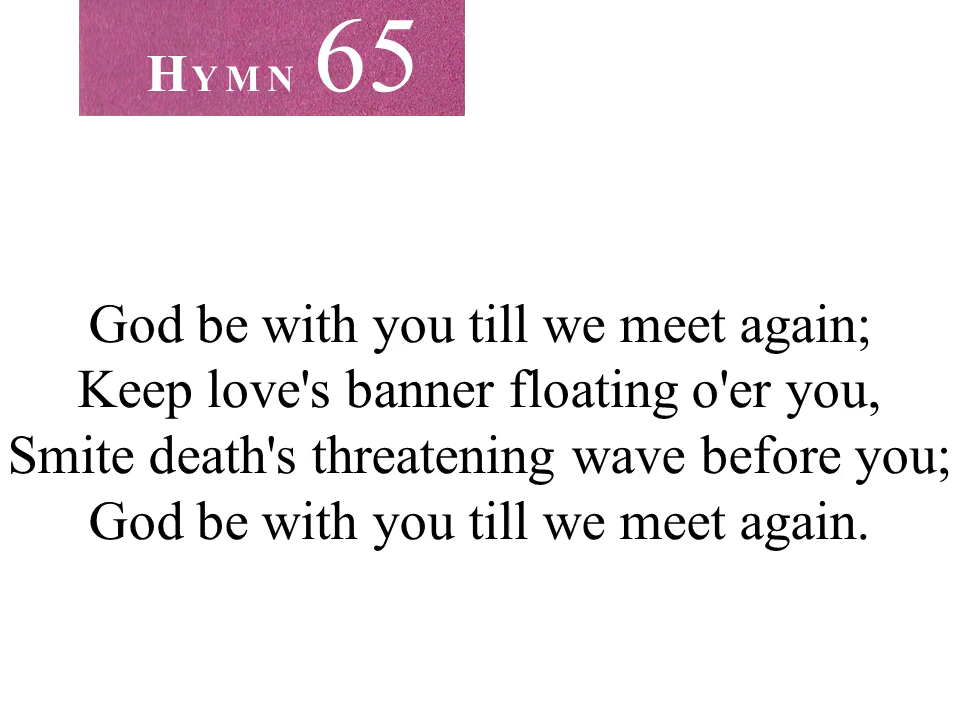 HYMN 65
God be with you till we meet again;
Keep love's banner floating o'er you,
Smite death's threatening wave before you;
God be with you till we meet again.